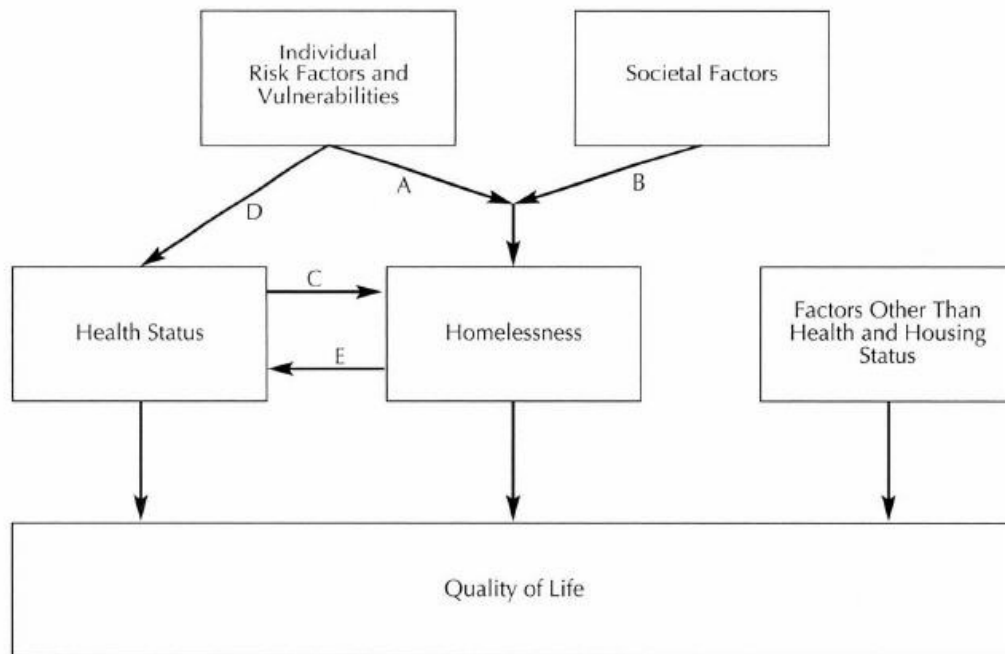 Individual
Risk Factors and
Vulnerabilities
Societal Factors
A
B
D
C
Health Status
Homelessness
Factors Other Than
Health and Housing
Status
E
Quality of Life